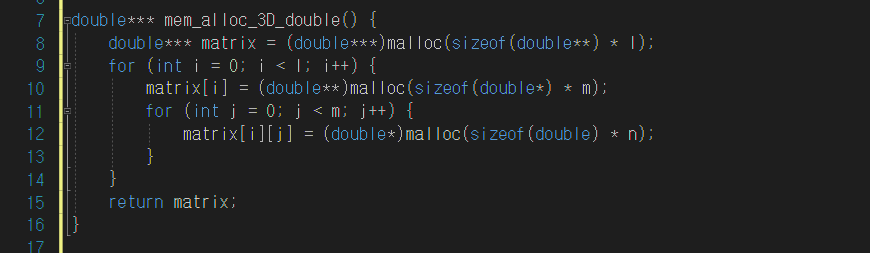 7 double*** mem_alloc_3D_double() {
8 double*** matrix = (double***)malloc(sizeof(double**) * l);
9 for (int i = 0; i < l; i++) {
10 matrix[i] = (double**)malloc(sizeof(double*) * m);
11 for (int j = 0; j < m; j++) {
12 matrix[i][j] = (double*)malloc(sizeof(double) * n);
13 }
14 }
15 return matrix;
16 }
17